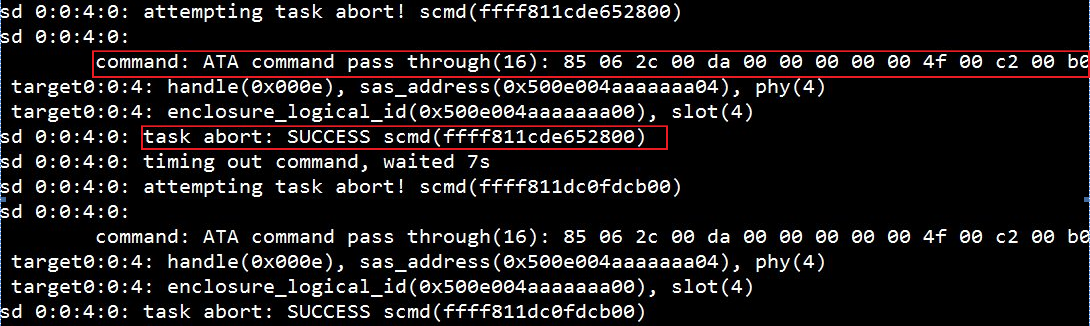 sd 0:0:4:0: attempting task abort! scmd(ffff811cde652800)
sd 0:0:4:0:
command: ATA command pass through(16): 85 06 2c 00 da 00 00 00 00 00 4f 00 c2 00 b0
target0:0:4: handle(0x000e), sas_address(0x500e004aaaaaaa04), phy(4)
target0:0:4: enclosure_logical_id(0x500e004aaaaaaa00), slot(4)
sd 0:0:4:0: task abort: SUCCESS scmd(ffff811cde652800)
sd 0:0:4:0: timing out command, waited 7s
sd 0:0:4:0: attempting task abort! scmd(ffff811dc0fdcb00)
sd 0:0:4:0:
command: ATA command pass through(16): 85 06 2c 00 da 00 00 00 00 00 4f 00 c2 00 b0
target0:0:4: handle(0x000e), sas_address(0x500e004aaaaaaa04), phy(4)
target0:0:4: enclosure_logical_id(0x500e004aaaaaaa00), slot(4)
sd 0:0:4:0: task abort: SUCCESS scmd(ffff811dc0fdcb00)